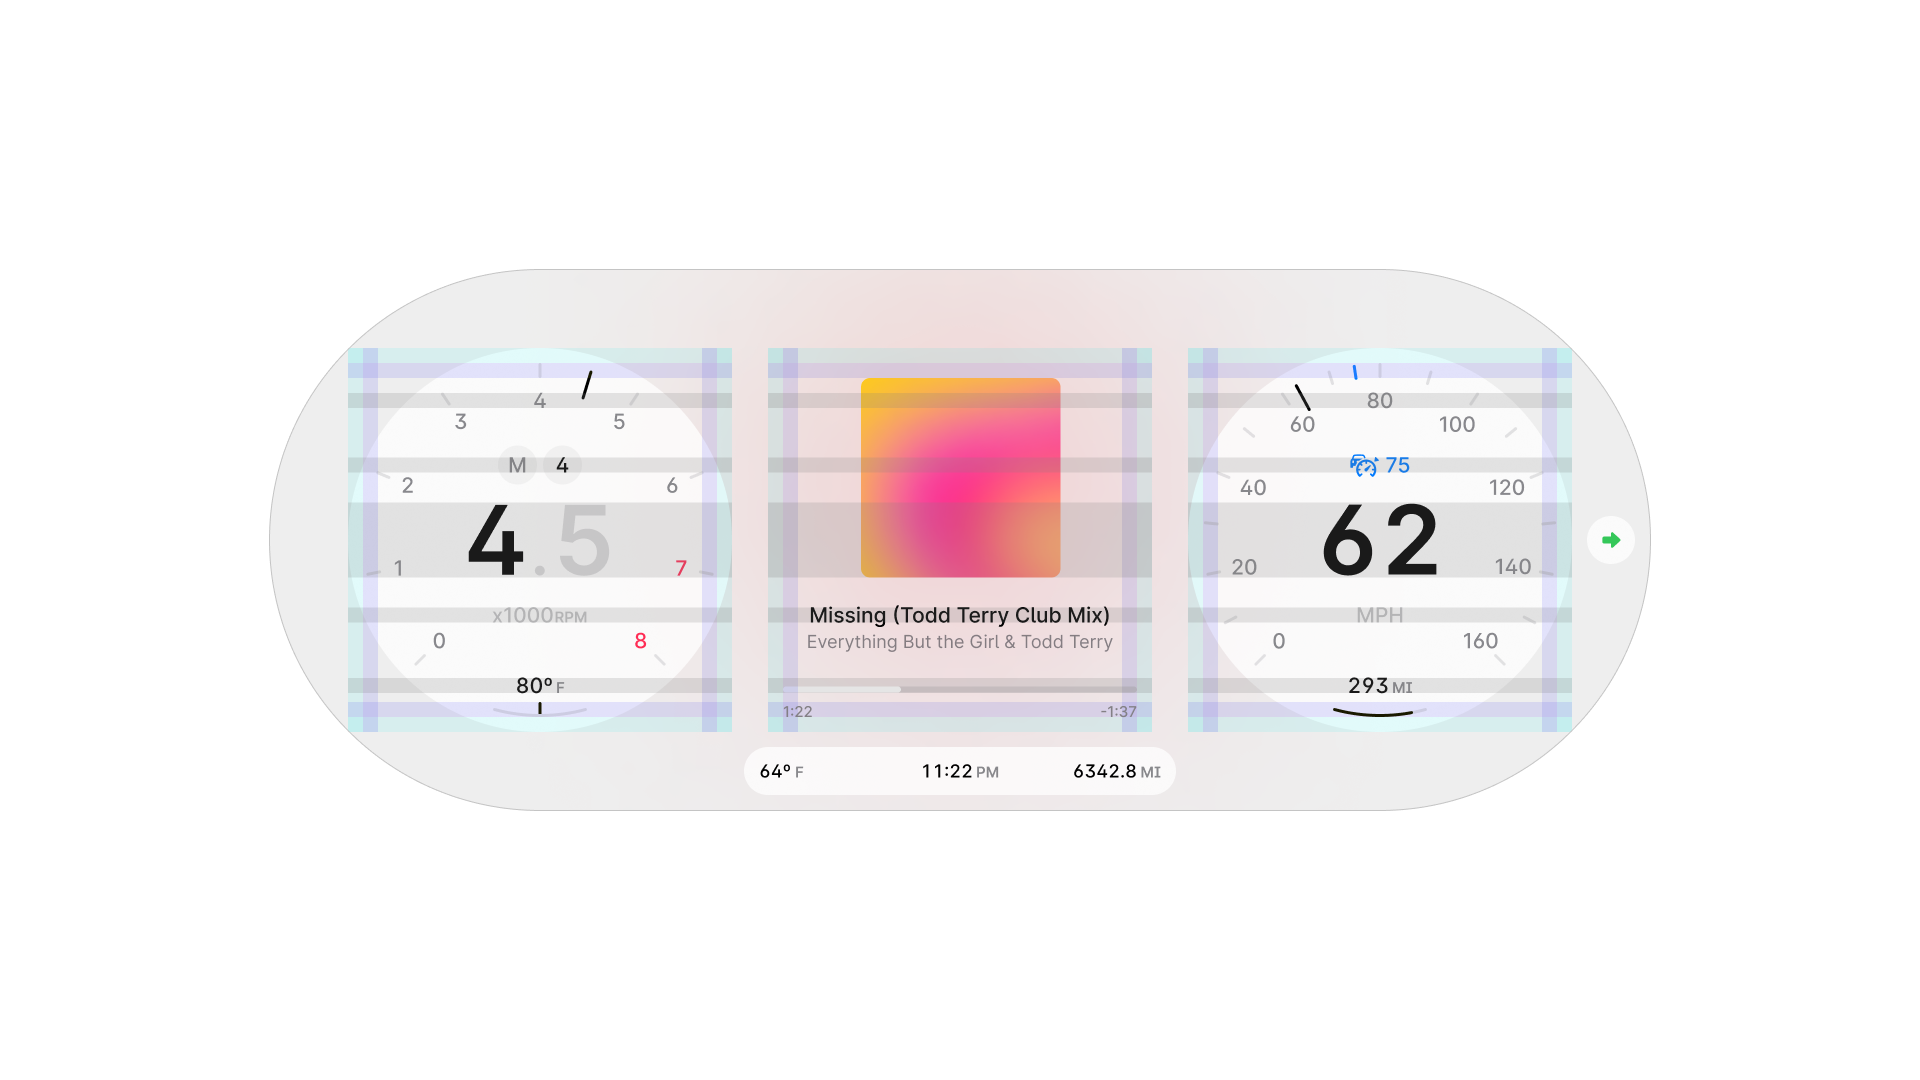 4
3
5
M 4
2
6
4.5
1
7
x1000RPM
0
8
80º F
Missing (Todd Terry Club Mix)
Everything But the Girl & Todd Terry
1:22
-1:37
80
60
100
75
40
120
62
20
140
MPH
0
160
293 MI
64º F
11:22 PM
6342.8 MI